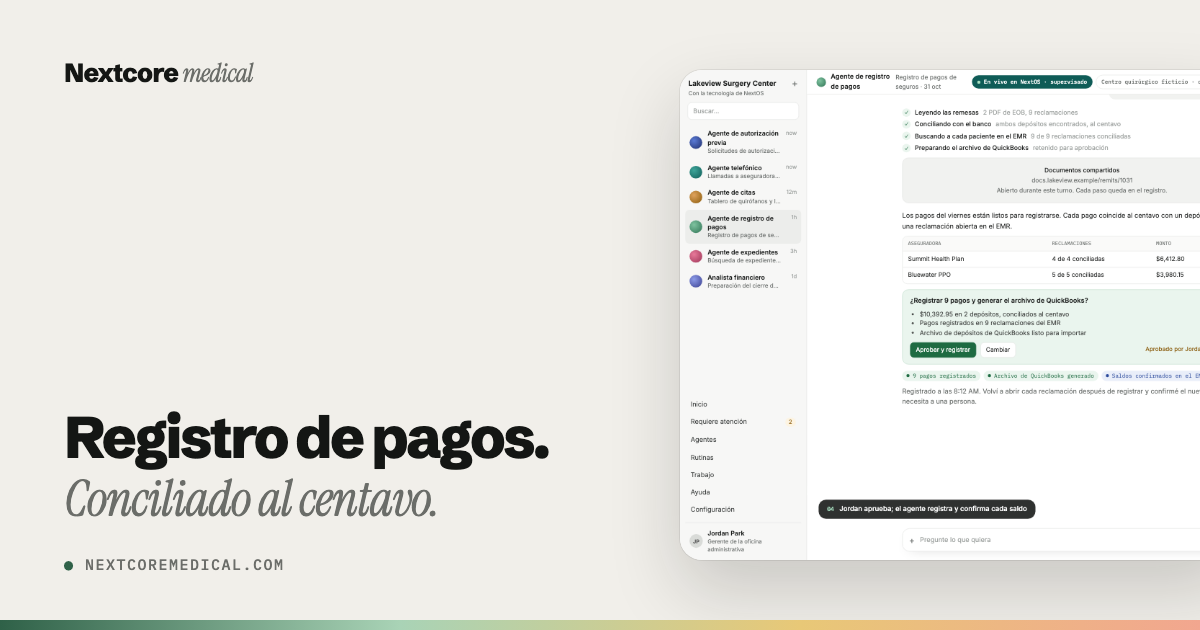 Nextcore medical
Registro de pagos.
Conciliado al centavo.
NEXTCOREMEDICAL.COM
Lakeview Surgery Center +
Con la tecnología de NextOS
Buscar...
Agente de autorización previa now
Solicitudes de autorizaci...
Agente telefónico now
Llamadas a aseguradora...
Agente de citas 12m
Tablero de quirófanos y l...
Agente de registro de pagos 1h
Registro de pagos de se...
Agente de expedientes 3h
Búsqueda de expediente...
Analista financiero 1d
Preparación del cierre d...
Inicio
Requiere atención 2
Agentes
Rutinas
Trabajo
Ayuda
Configuración
JP Jordan Park
Gerente de la oficina
administrativa
Agente de registro de pagos
Registro de pagos de seguros · 31 oct
En vivo en NextOS · supervisado
Centro quirúrgico ficticio ·
Leyendo las remesas 2 PDF de EOB, 9 reclamaciones
Conciliando con el banco ambos depósitos encontrados, al centavo
Buscando a cada paciente en el EMR 9 de 9 reclamaciones conciliadas
Preparando el archivo de QuickBooks retenido para aprobación
Documentos compartidos
docs.lakeview.example/remits/1031
Abierto durante este turno. Cada paso queda en el registro.
Los pagos del viernes están listos para registrarse. Cada pago coincide al centavo con un depó
una reclamación abierta en el EMR.
ASEGURADORA RECLAMACIONES MONTO
Summit Health Plan 4 de 4 conciliadas $6,412.80
Bluewater PPO 5 de 5 conciliadas $3,980.15
¿Registrar 9 pagos y generar el archivo de QuickBooks?
• $10,392.95 en 2 depósitos, conciliados al centavo
• Pagos registrados en 9 reclamaciones del EMR
• Archivo de depósitos de QuickBooks listo para importar
Aprobar y registrar Cambiar Aprobado por Jorda
9 pagos registrados Archivo de QuickBooks generado Saldos confirmados en el EM
Registrado a las 8:12 AM. Volví a abrir cada reclamación después de registrar y confirmé el nue
necesita a una persona.
04 Jordan aprueba; el agente registra y confirma cada saldo
+ Pregunte lo que quiera